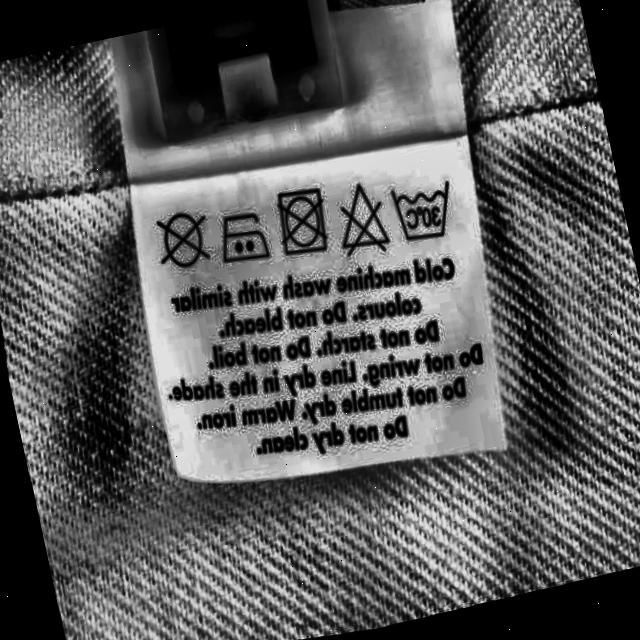 30°C
Cold machine wash with similar
colours. Do not bleach.
Do not starch. Do not boil.
Do not wring. Line dry in the shade.
Do not tumble dry. Warm iron.
Do not dry clean.